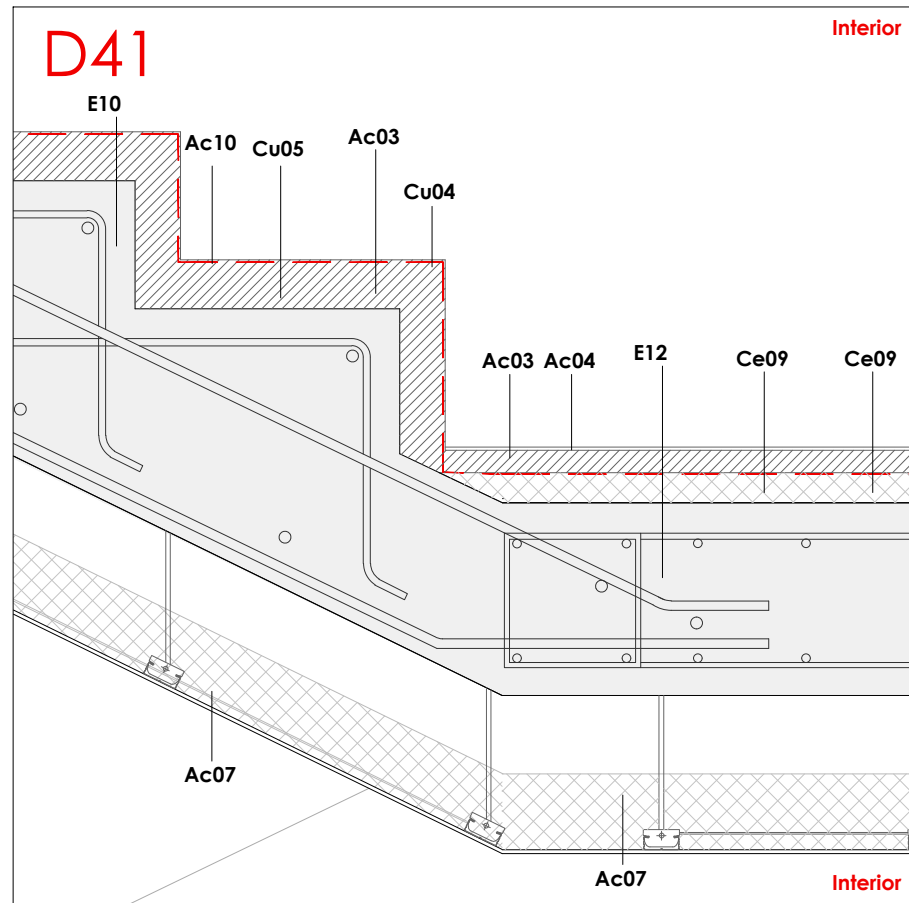 Interior
D41
E10
Ac10
Cu05
Ac03
Cu04
Ac03
Ac04
E12
Ce09
Ce09
Ac07
Ac07
Interior